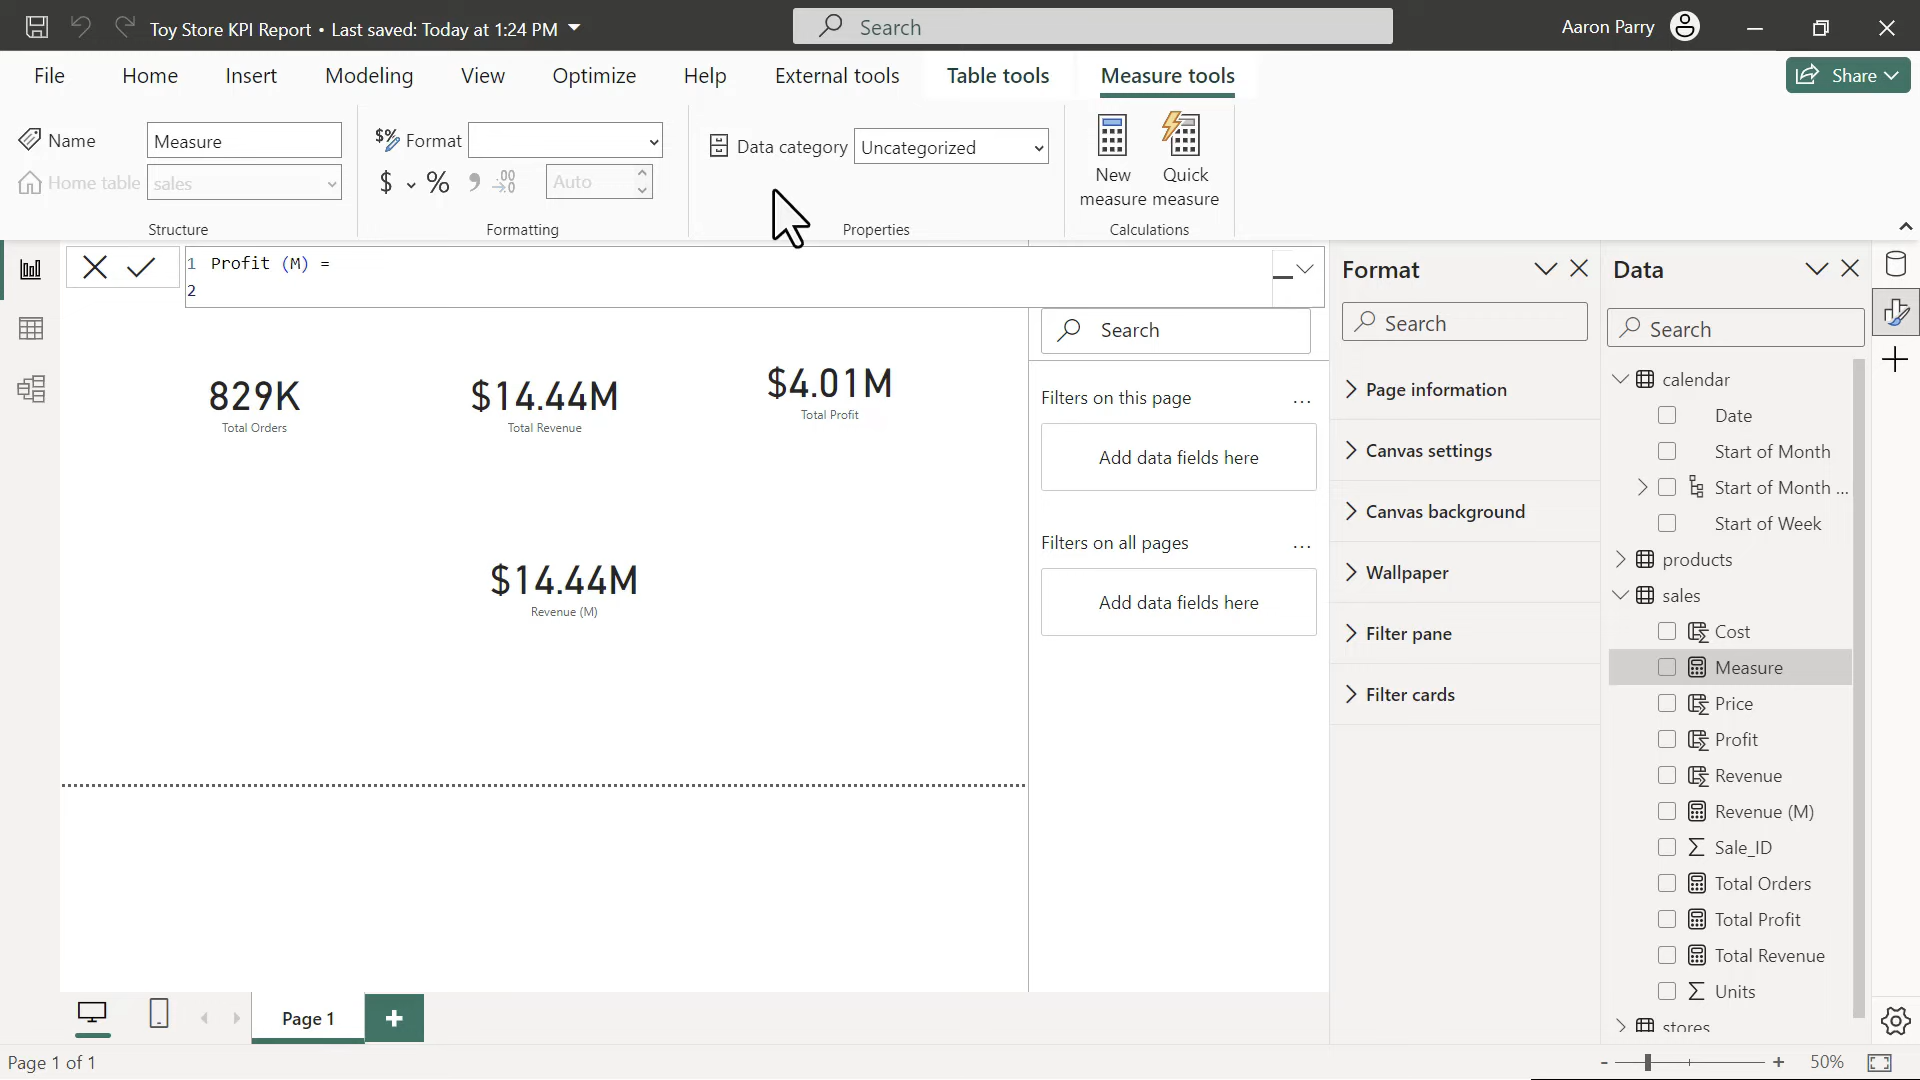 Toy Store KPI Report • Last saved: Today at 1:24 PM
Search
Aaron Parry
File
Home
Insert
Modeling
View
Optimize
Help
External tools
Table tools
Measure tools
Share
Name
Measure
Home table
sales
Structure
$% Format
$
%
,
.00
Auto
Formatting
Data category
Uncategorized
Properties
New measure
Quick measure
Calculations
1 Profit (M) =
2
829K
Total Orders
$14.44M
Total Revenue
$4.01M
Total Profit
$14.44M
Revenue (M)
Search
Filters on this page
...
Add data fields here
Filters on all pages
...
Add data fields here
Format
Search
Page information
Canvas settings
Canvas background
Wallpaper
Filter pane
Filter cards
Data
Search
calendar
Date
Start of Month
Start of Month ...
Start of Week
products
sales
Cost
Measure
Price
Profit
Revenue
Revenue (M)
Sale_ID
Total Orders
Total Profit
Total Revenue
Units
stores
Page 1
+
Page 1 of 1
-
+
50%